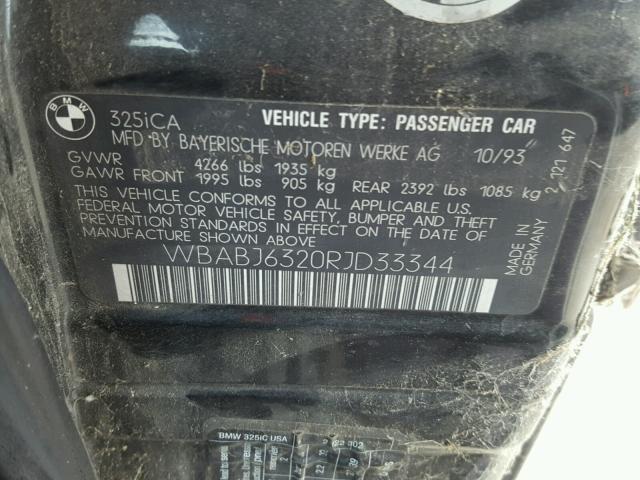 BMW
325iCA VEHICLE TYPE: PASSENGER CAR
MFD BY BAYERISCHE MOTOREN WERKE AG 10/93
GVWR 4266 lbs 1935 kg
GAWR FRONT 1995 lbs 905 kg REAR 2392 lbs 1085 kg
THIS VEHICLE CONFORMS TO ALL APPLICABLE U.S.
FEDERAL MOTOR VEHICLE SAFETY, BUMPER AND THEFT
PREVENTION STANDARDS IN EFFECT ON THE DATE OF
MANUFACTURE SHOWN ABOVE
WBABJ6320RJD33344
2 121 647
MADE IN
GERMANY
BMW 325iC USA